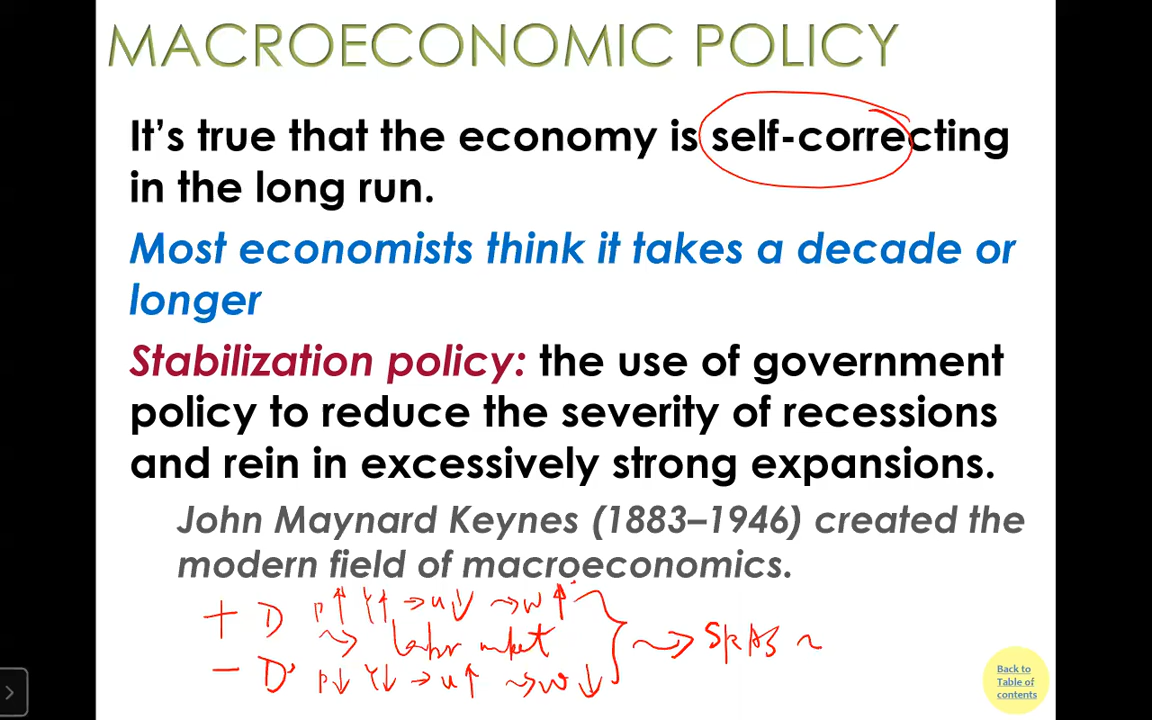 MACROECONOMIC POLICY
It's true that the economy is self-correcting
in the long run.
Most economists think it takes a decade or
longer
Stabilization policy: the use of government
policy to reduce the severity of recessions
and rein in excessively strong expansions.
John Maynard Keynes (1883–1946) created the
modern field of macroeconomics.
+ D P↑ Y↑ → u↓ → w↑
→ labor market → SRAS ~
- D' P↓ Y↓ → u↑ → w↓
Back to
Table of
contents